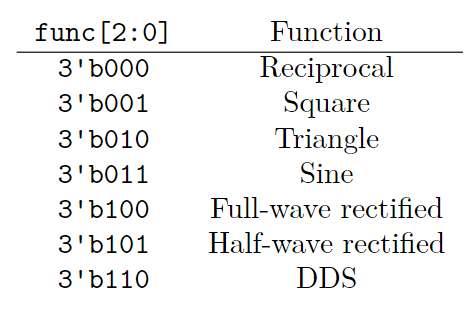 func[2:0] Function
3'b000 Reciprocal
3'b001 Square
3'b010 Triangle
3'b011 Sine
3'b100 Full-wave rectified
3'b101 Half-wave rectified
3'b110 DDS